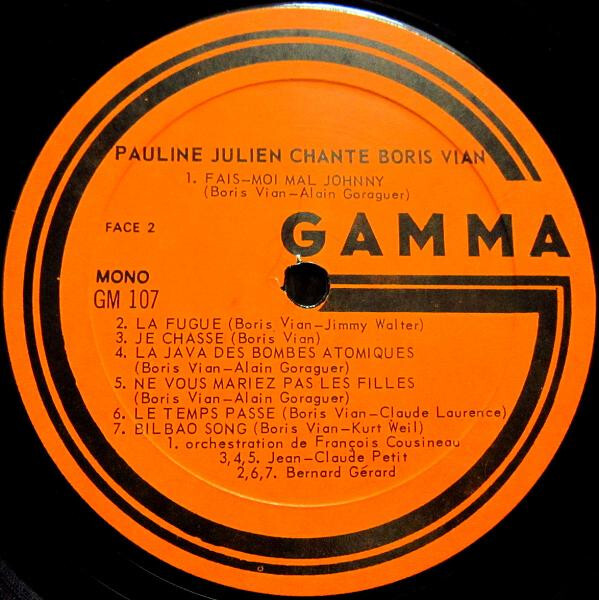 PAULINE JULIEN CHANTE BORIS VIAN
1. FAIS-MOI MAL JOHNNY
(Boris Vian-Alain Goraguer)
FACE 2
GAMMA
MONO
GM 107
2. LA FUGUE (Boris Vian-Jimmy Walter)
3. JE CHASSE (Boris Vian)
4. LA JAVA DES BOMBES ATOMIQUES
(Boris Vian-Alain Goraguer)
5. NE VOUS MARIEZ PAS LES FILLES
(Boris Vian-Alain Goraguer)
6. LE TEMPS PASSE (Boris Vian-Claude Laurence)
7. BILBAO SONG (Boris Vian-Kurt Weil)
1. orchestration de François Cousineau
3,4,5. Jean-Claude Petit
2,6,7. Bernard Gérard